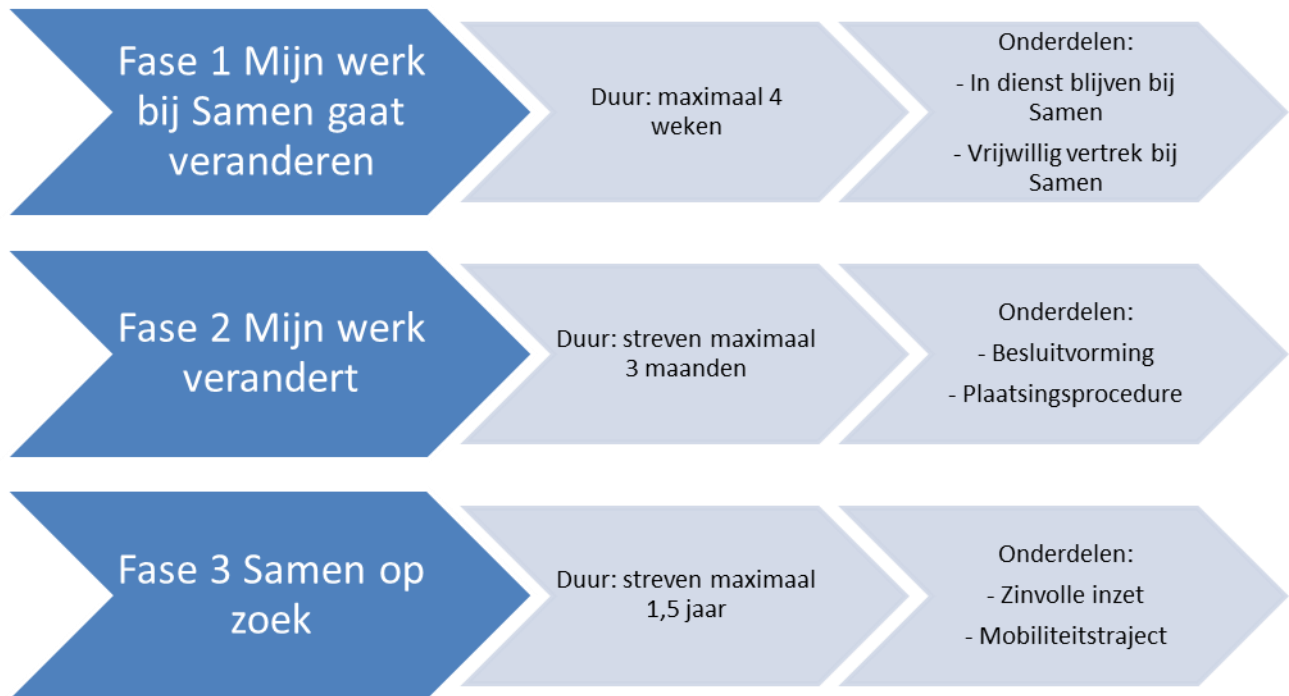 Fase 1 Mijn werk
bij Samen gaat
veranderen
Duur: maximaal 4
weken
Onderdelen:
- In dienst blijven bij
Samen
- Vrijwillig vertrek bij
Samen
Fase 2 Mijn werk
verandert
Duur: streven maximaal
3 maanden
Onderdelen:
- Besluitvorming
- Plaatsingsprocedure
Fase 3 Samen op
zoek
Duur: streven maximaal
1,5 jaar
Onderdelen:
- Zinvolle inzet
- Mobiliteitstraject